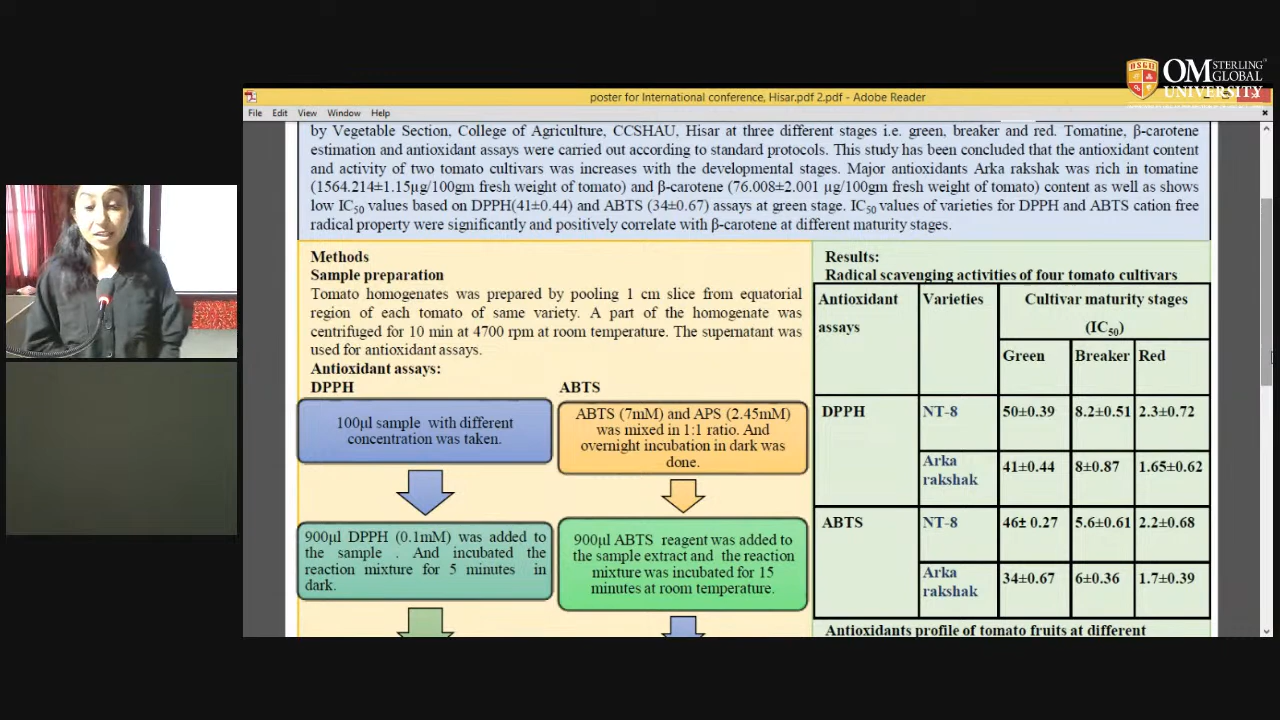 OSGU
OM STERLING
GLOBAL
UNIVERSITY
poster for International conference, Hisar.pdf 2.pdf - Adobe Reader
File Edit View Window Help
by Vegetable Section, College of Agriculture, CCSHAU, Hisar at three different stages i.e. green, breaker and red. Tomatine, β-carotene
estimation and antioxidant assays were carried out according to standard protocols. This study has been concluded that the antioxidant content
and activity of two tomato cultivars was increases with the developmental stages. Major antioxidants Arka rakshak was rich in tomatine
(1564.214±1.15µg/100gm fresh weight of tomato) and β-carotene (76.008±2.001 µg/100gm fresh weight of tomato) content as well as shows
low IC50 values based on DPPH(41±0.44) and ABTS (34±0.67) assays at green stage. IC50 values of varieties for DPPH and ABTS cation free
radical property were significantly and positively correlate with β-carotene at different maturity stages.
Methods
Sample preparation
Tomato homogenates was prepared by pooling 1 cm slice from equatorial
region of each tomato of same variety. A part of the homogenate was
centrifuged for 10 min at 4700 rpm at room temperature. The supernatant was
used for antioxidant assays.
Antioxidant assays:
DPPH
100µl sample with different
concentration was taken.
900µl DPPH (0.1mM) was added to
the sample . And incubated the
reaction mixture for 5 minutes in
dark.
ABTS
ABTS (7mM) and APS (2.45mM)
was mixed in 1:1 ratio. And
overnight incubation in dark was
done.
900µl ABTS reagent was added to
the sample extract and the reaction
mixture was incubated for 15
minutes at room temperature.
Results:
Radical scavenging activities of four tomato cultivars
Antioxidant assays Varieties Cultivar maturity stages (IC50)
Green Breaker Red
DPPH NT-8 50±0.39 8.2±0.51 2.3±0.72
Arka rakshak 41±0.44 8±0.87 1.65±0.62
ABTS NT-8 46± 0.27 5.6±0.61 2.2±0.68
Arka rakshak 34±0.67 6±0.36 1.7±0.39
Antioxidants profile of tomato fruits at different